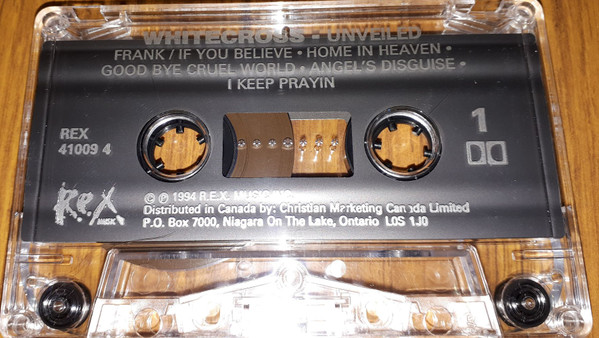 WHITECROSS - UNVEILED
FRANK / IF YOU BELIEVE • HOME IN HEAVEN •
GOOD BYE CRUEL WORLD • ANGEL'S DISGUISE •
I KEEP PRAYIN
REX
41009 4
1
R.E.X.
MUSIC
© ℗ 1994 R.E.X. MUSIC INC.
Distributed in Canada by: Christian Marketing Canada Limited
P.O. Box 7000, Niagara On The Lake, Ontario L0S 1J0